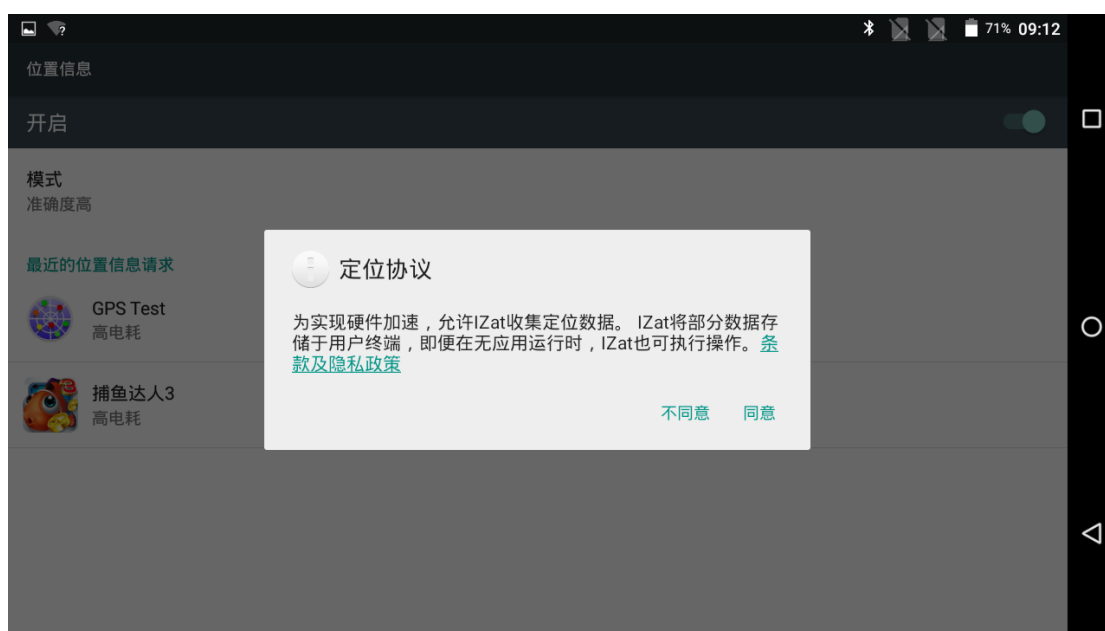 71% 09:12
位置信息
开启
模式
准确度高
最近的位置信息请求
GPS Test
高电耗
捕鱼达人3
高电耗
定位协议
为实现硬件加速，允许IZat收集定位数据。 IZat将部分数据存
储于用户终端，即便在无应用运行时，IZat也可执行操作。条
款及隐私政策
不同意 同意